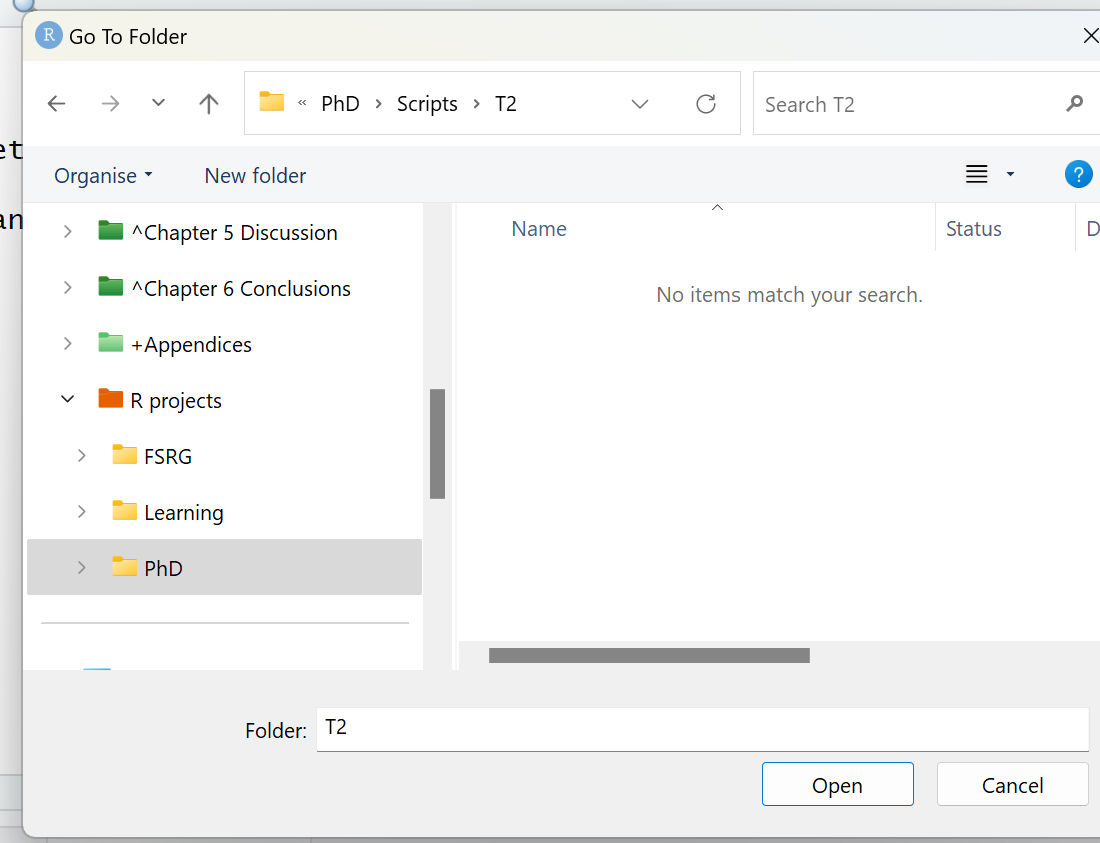 R Go To Folder
« PhD > Scripts > T2
Search T2
et
Organise
New folder
?
an
^Chapter 5 Discussion
Name
Status
D
^Chapter 6 Conclusions
No items match your search.
+Appendices
R projects
FSRG
Learning
PhD
Folder: T2
Open
Cancel